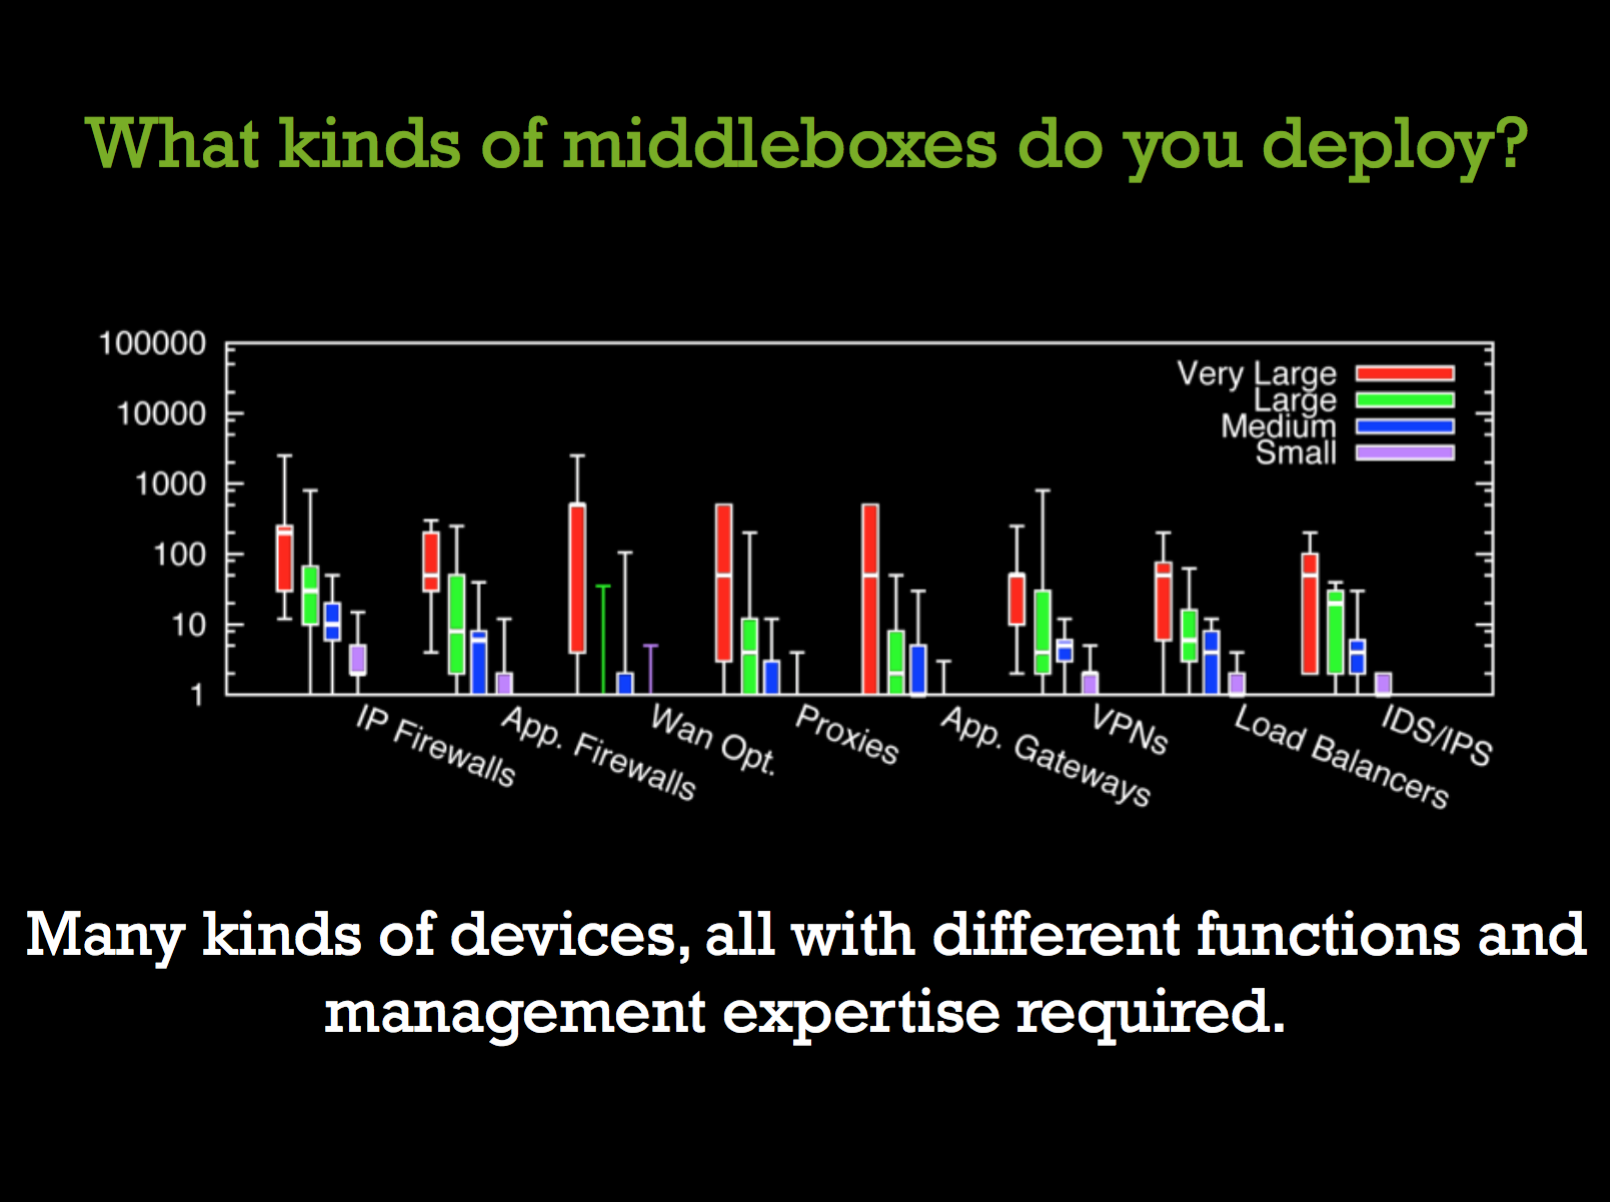 What kinds of middleboxes do you deploy?
100000
10000
1000
100
10
1
Very Large
Large
Medium
Small
IP Firewalls
App. Firewalls
Wan Opt.
Proxies
App. Gateways
VPNs
Load Balancers
IDS/IPS
Many kinds of devices, all with different functions and
management expertise required.